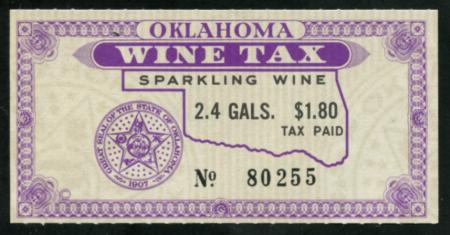 OKLAHOMA
WINE TAX
SPARKLING WINE
2.4 GALS. $1.80
TAX PAID
GREAT SEAL OF THE STATE OF OKLAHOMA
1907
No 80255